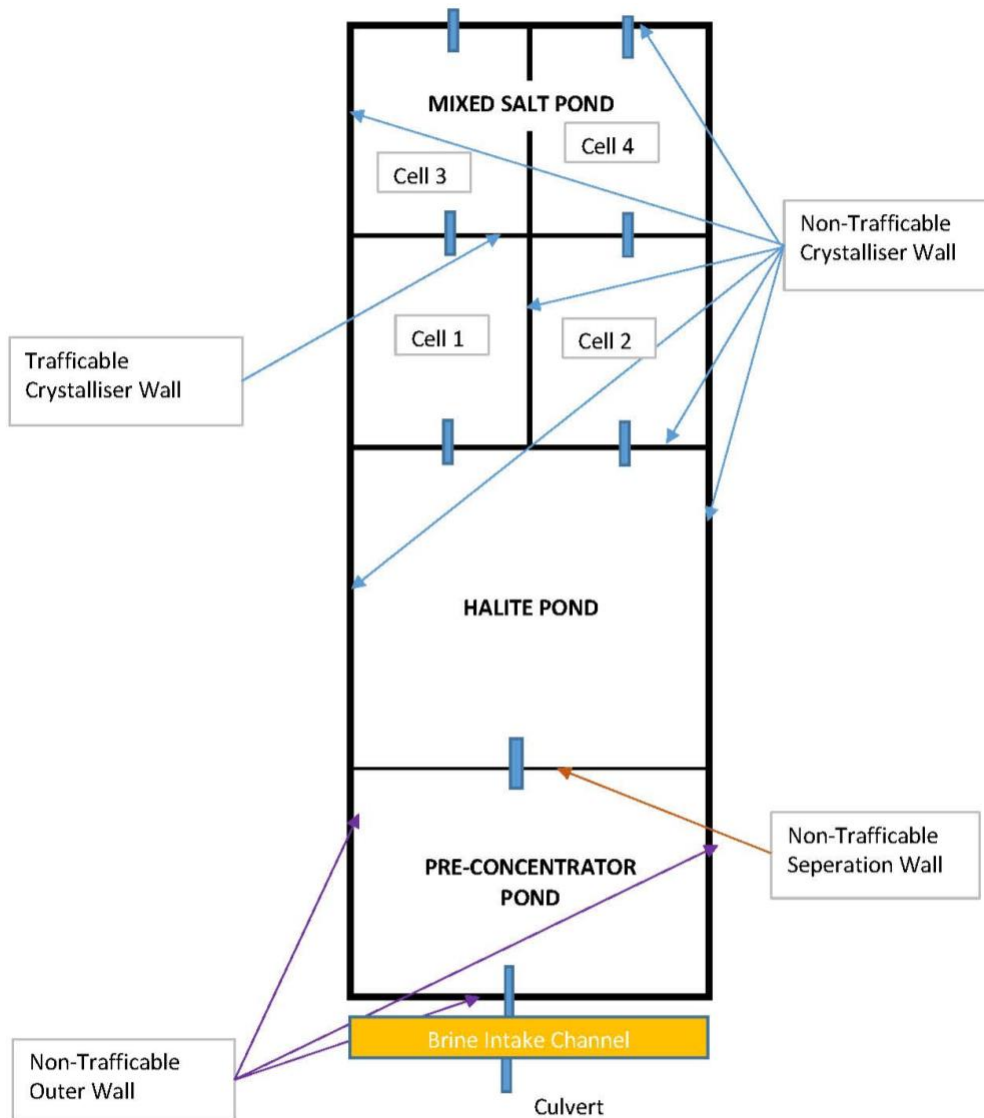 MIXED SALT POND
Cell 4
Cell 3
Non-Trafficable
Crystalliser Wall
Cell 1
Cell 2
Trafficable
Crystalliser Wall
HALITE POND
Non-Trafficable
Seperation Wall
PRE-CONCENTRATOR
POND
Brine Intake Channel
Non-Trafficable
Outer Wall
Culvert